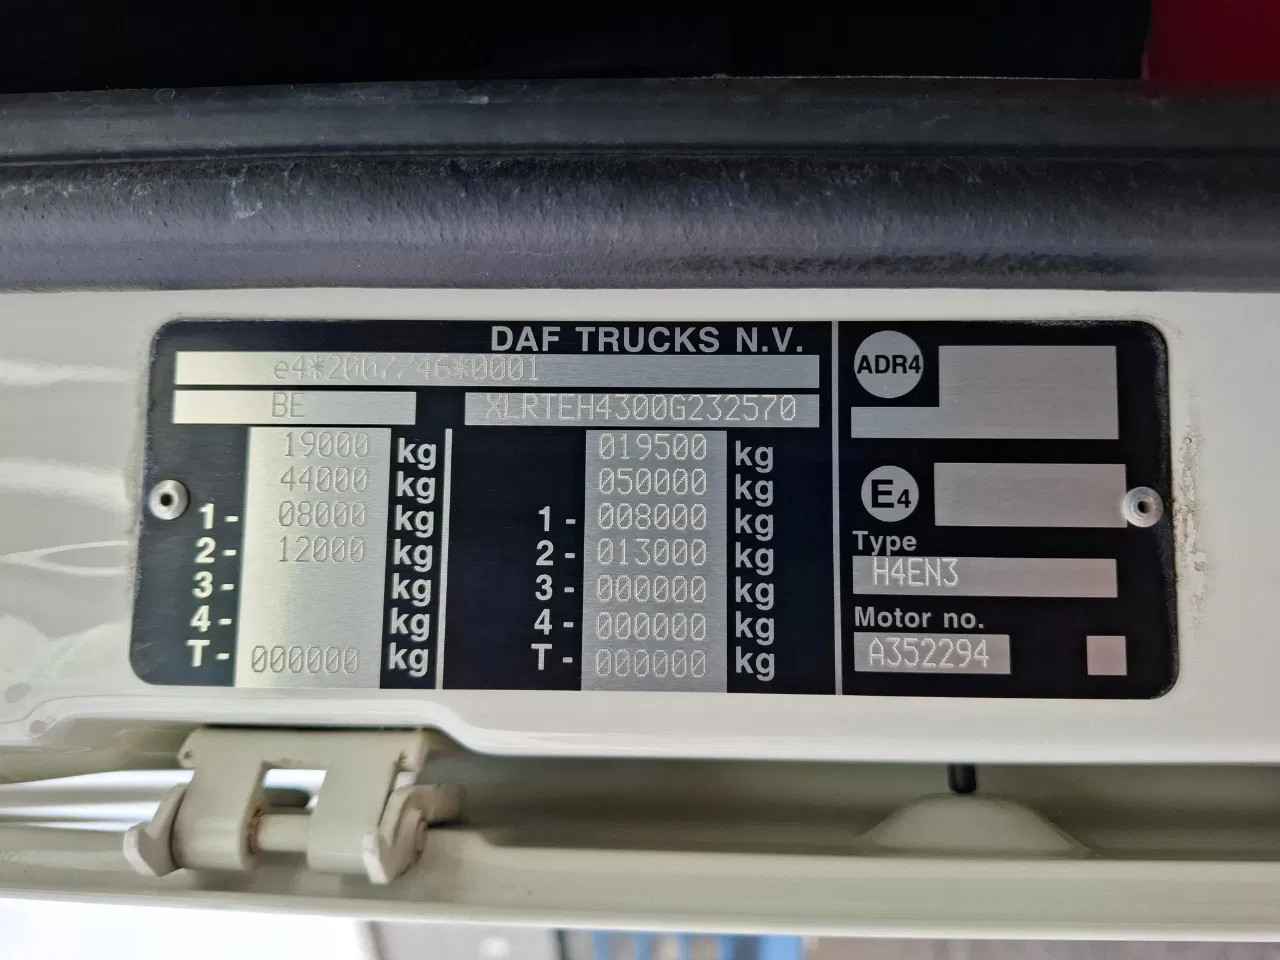 DAF TRUCKS N.V.
e4*2007/46*0001
BE XLRTEH4300G232570
19000 kg 019500 kg
44000 kg 050000 kg
1- 08000 kg 1- 008000 kg
2- 12000 kg 2- 013000 kg
3- kg 3- 000000 kg
4- kg 4- 000000 kg
T- 000000 kg T- 000000 kg
ADR4
E4
Type
H4EN3
Motor no.
A352294